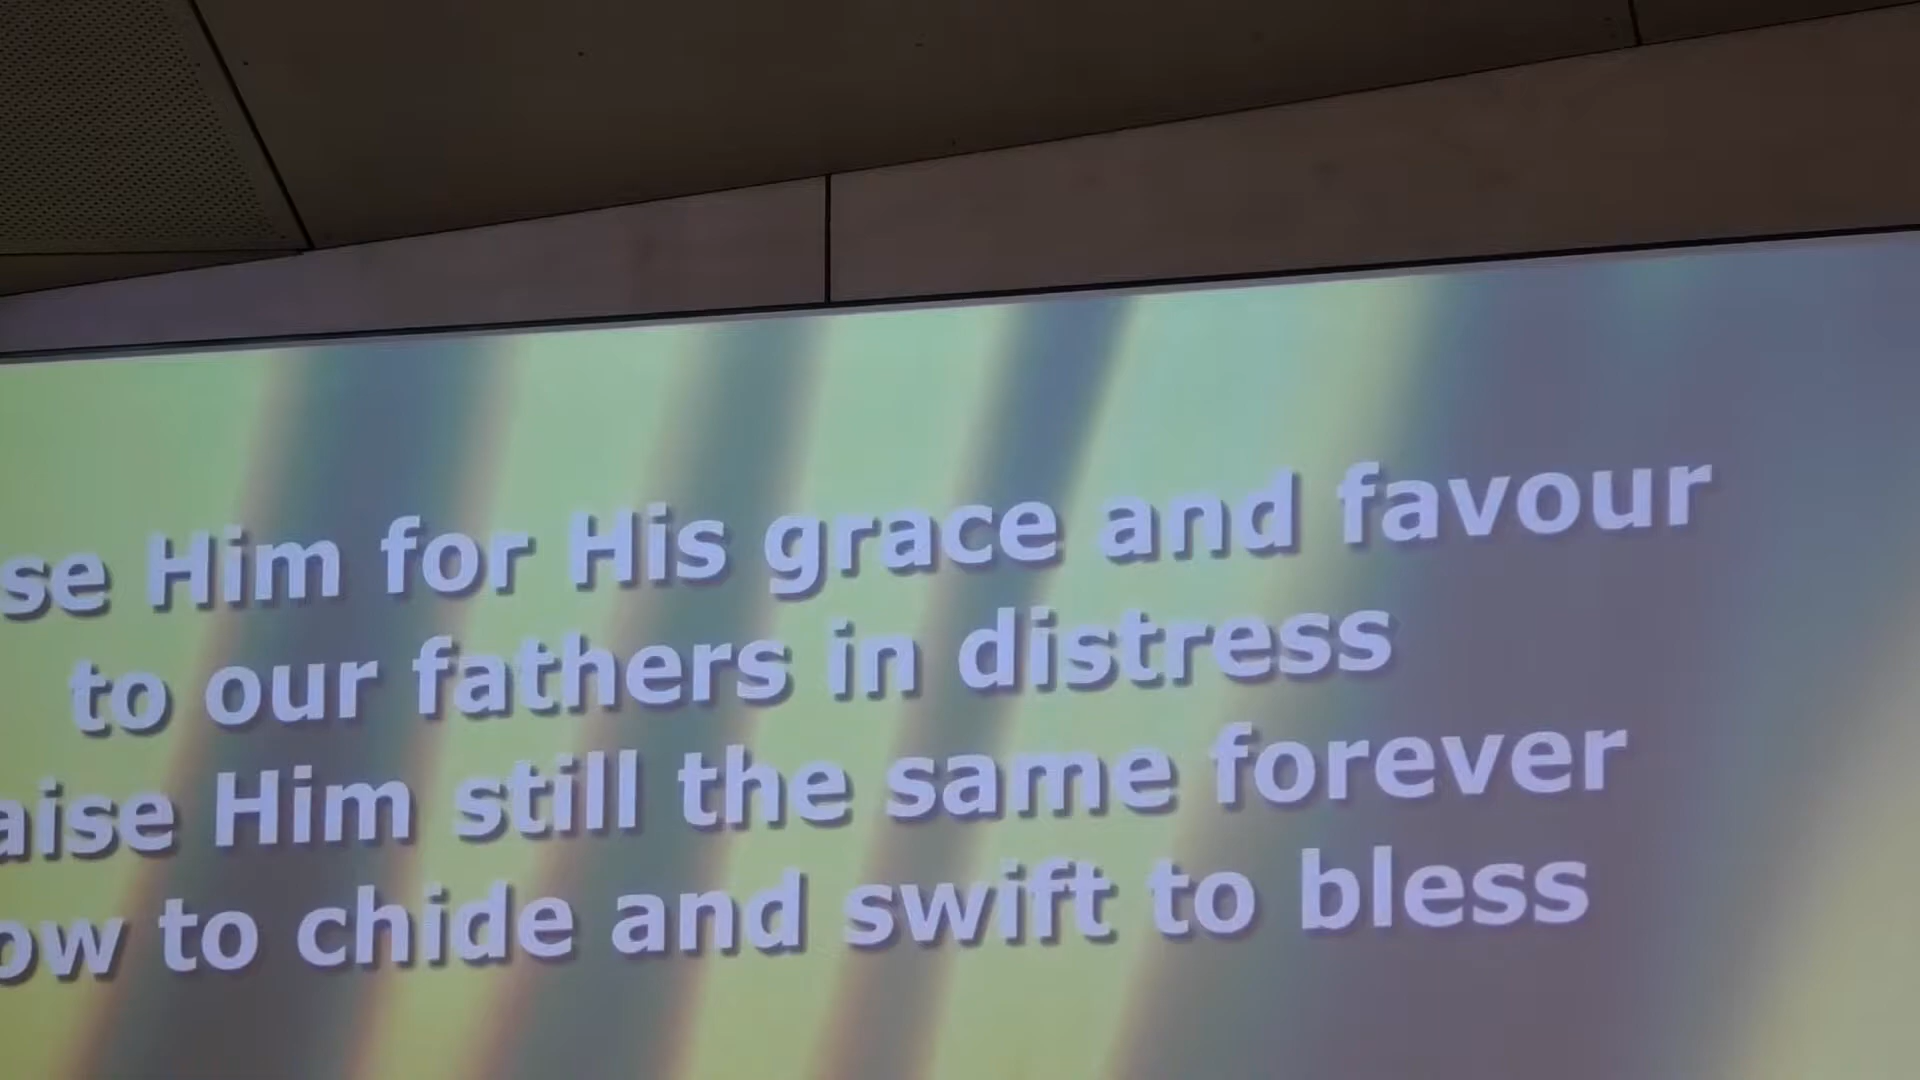 se Him for His grace and favour
to our fathers in distress
aise Him still the same forever
ow to chide and swift to bless